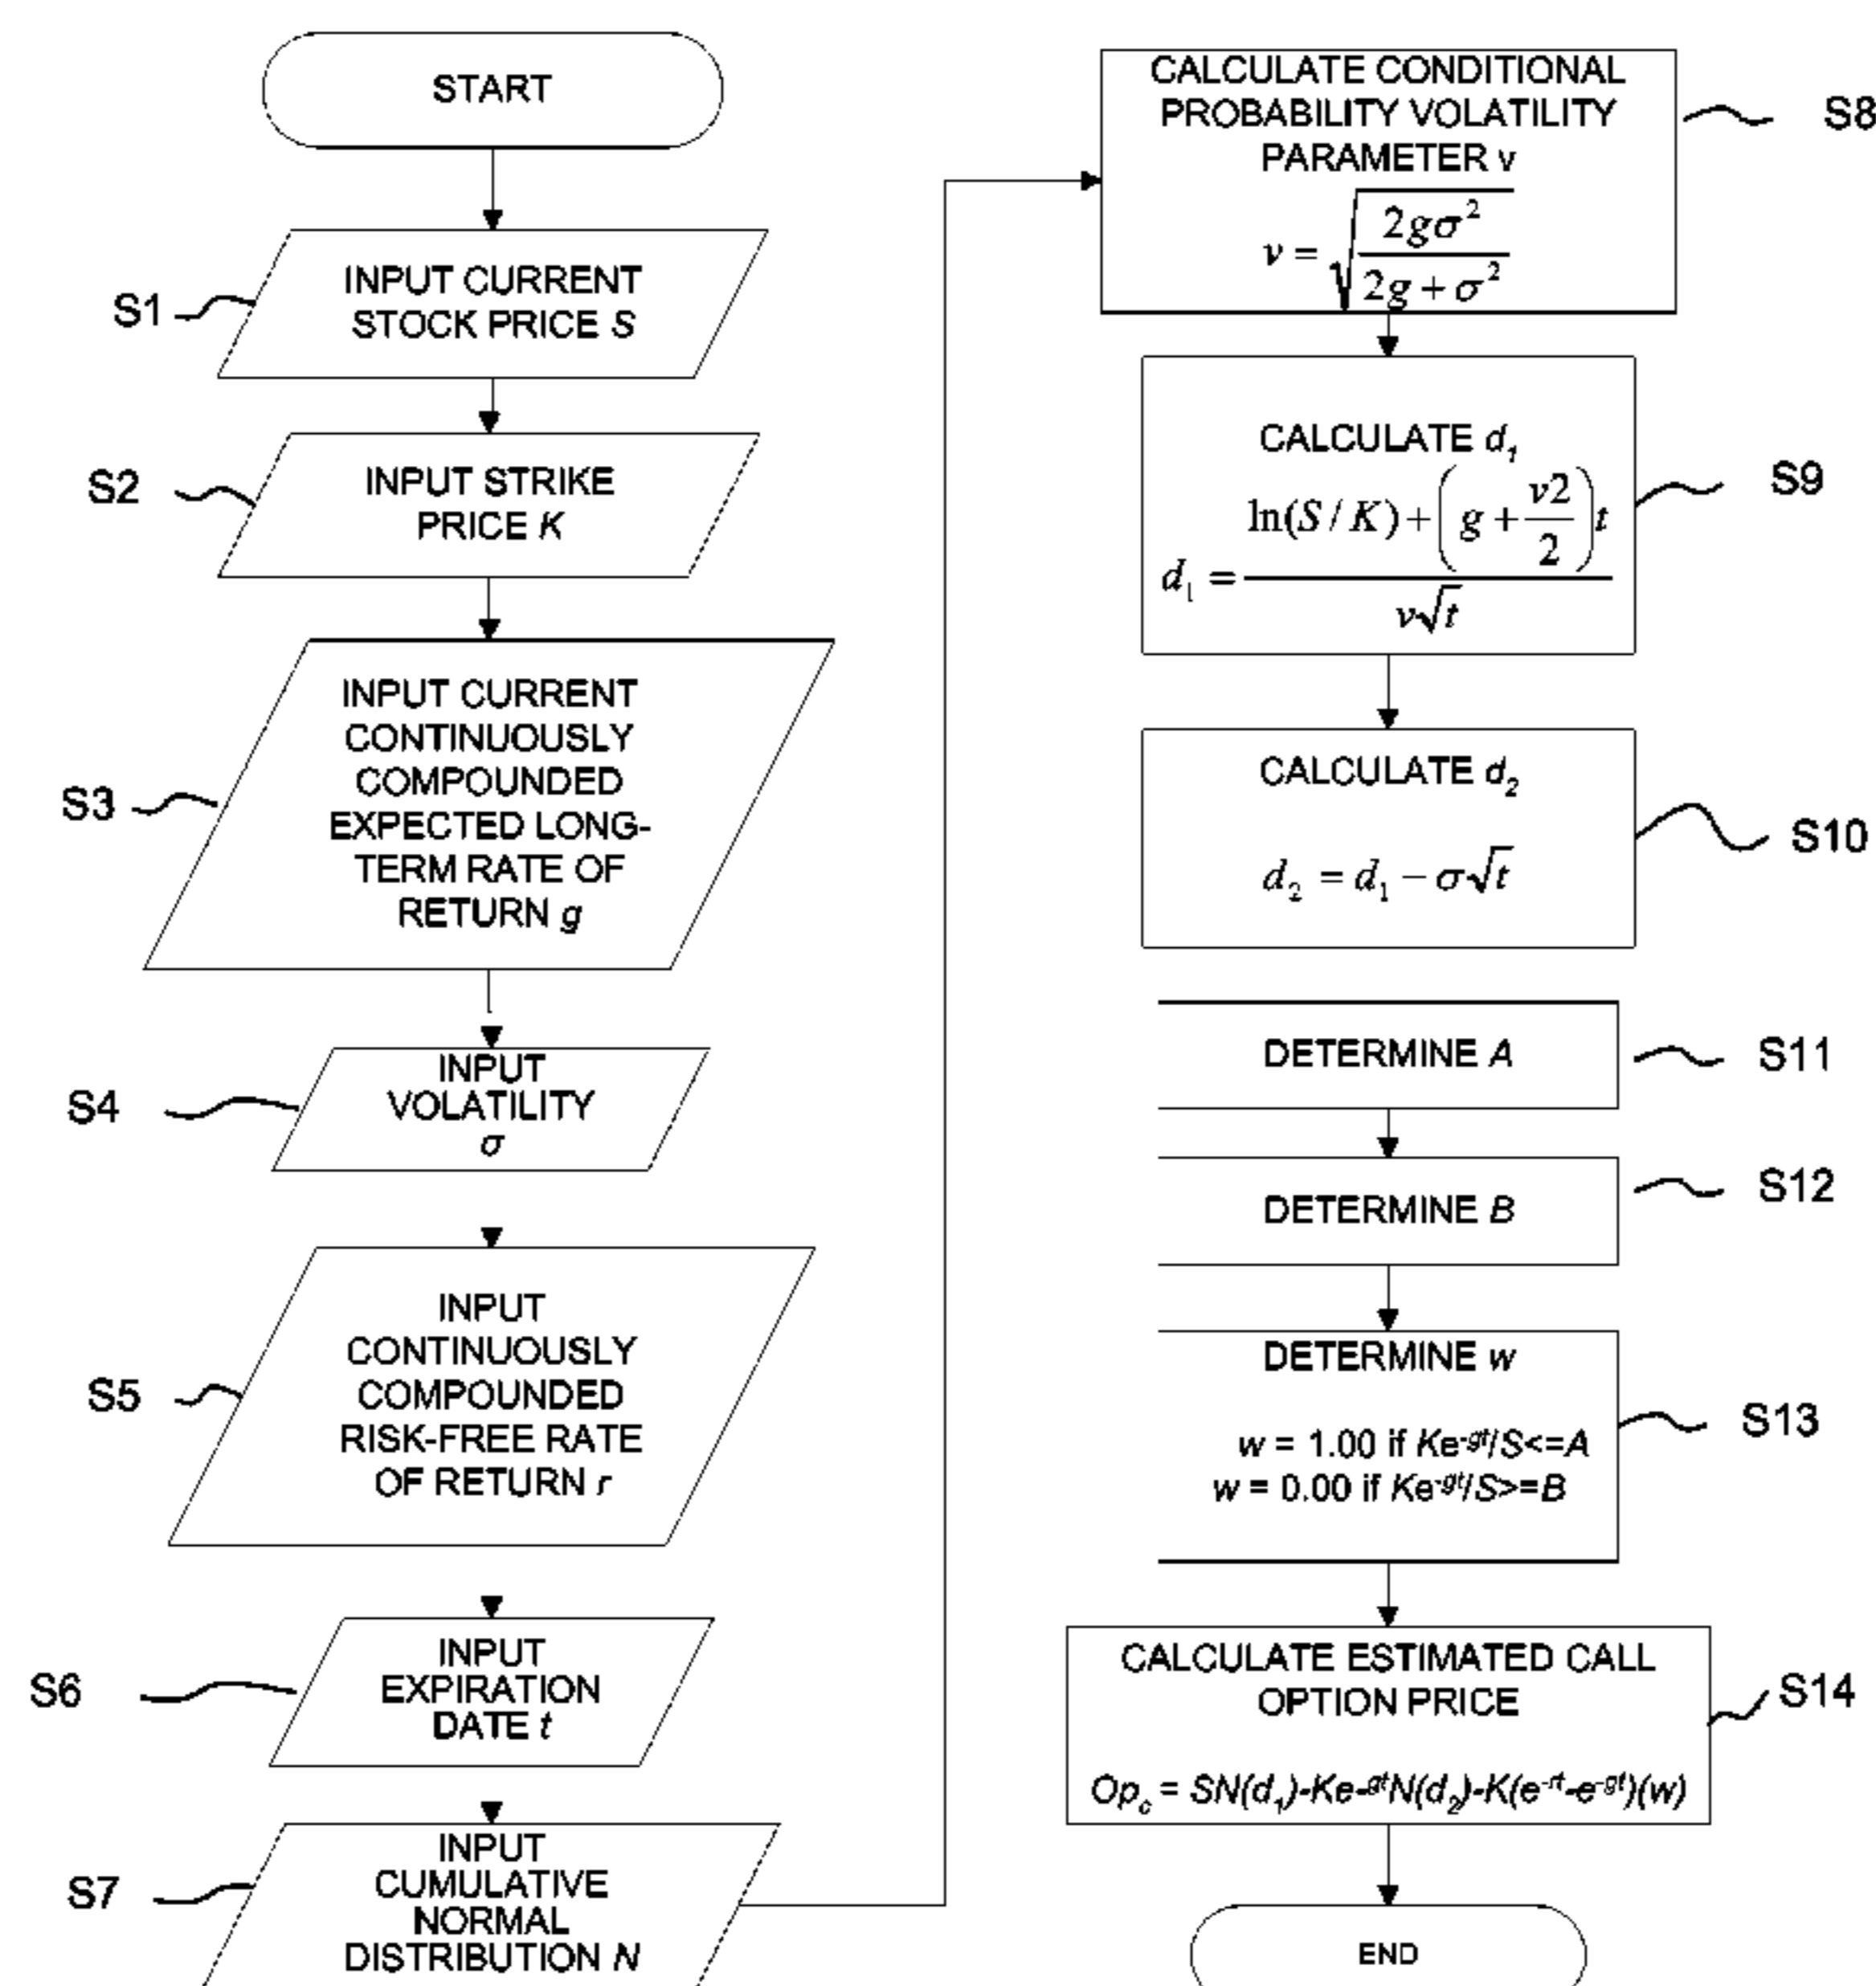 START
S1
INPUT CURRENT
STOCK PRICE S
S2
INPUT STRIKE
PRICE K
S3
INPUT CURRENT
CONTINUOUSLY
COMPOUNDED
EXPECTED LONG-
TERM RATE OF
RETURN g
S4
INPUT
VOLATILITY
σ
S5
INPUT
CONTINUOUSLY
COMPOUNDED
RISK-FREE RATE
OF RETURN r
S6
INPUT
EXPIRATION
DATE t
S7
INPUT
CUMULATIVE
NORMAL
DISTRIBUTION N
CALCULATE CONDITIONAL
PROBABILITY VOLATILITY
PARAMETER v
v = √(2gσ² / 2g + σ²)
S8
CALCULATE d₁
d₁ = ln(S / K) + (g + v2/2)t / v√t
S9
CALCULATE d₂
d₂ = d₁ − σ√t
S10
DETERMINE A
S11
DETERMINE B
S12
DETERMINE w
w = 1.00 if Ke-gt/S<=A
w = 0.00 if Ke-gt/S>=B
S13
CALCULATE ESTIMATED CALL
OPTION PRICE
Opc = SN(d₁)-Ke-gtN(d₂)-K(e-rt-e-gt)(w)
S14
END